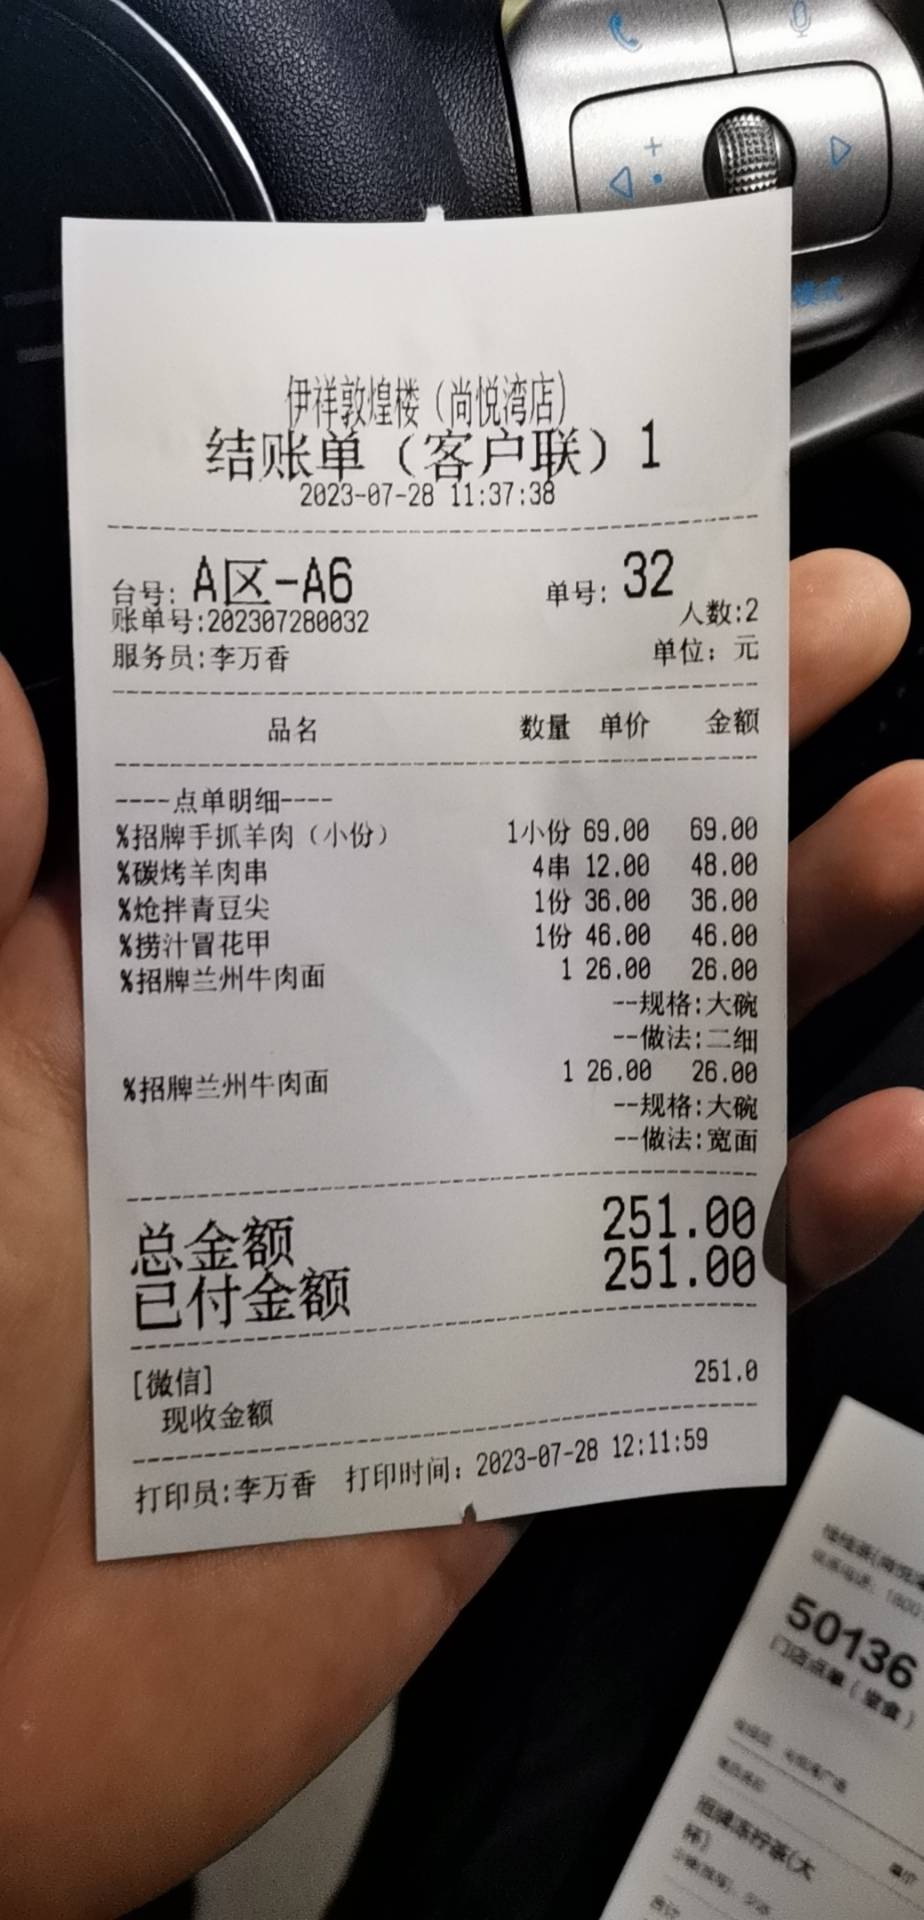 模式
伊祥敦煌楼（尚悦湾店）
结账单（客户联）1
2023-07-28 11:37:38
台号: A区-A6 单号: 32
账单号:202307280032 人数:2
服务员:李万香 单位: 元
品名 数量 单价 金额
----点单明细----
%招牌手抓羊肉（小份） 1小份 69.00 69.00
%碳烤羊肉串 4串 12.00 48.00
%炝拌青豆尖 1份 36.00 36.00
%捞汁冒花甲 1份 46.00 46.00
%招牌兰州牛肉面 1 26.00 26.00
--规格:大碗
--做法:二细
%招牌兰州牛肉面 1 26.00 26.00
--规格:大碗
--做法:宽面
总金额 251.00
已付金额 251.00
[微信] 251.0
现收金额
打印员:李万香 打印时间: 2023-07-28 12:11:59
50136
门店点单（堂食）